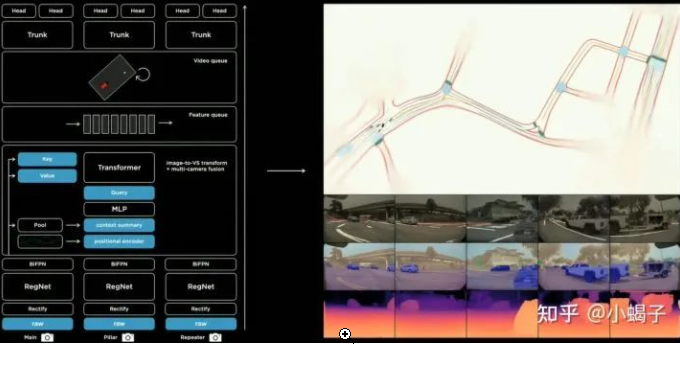 Head Head Head Head Head Head
Trunk Trunk Trunk
Video queue
Feature queue
Key
Value
Transformer
image-to-VS transform
+ multi-camera fusion
Query
MLP
Pool
context summary
positional encoder
BiFPN BiFPN BiFPN
RegNet RegNet RegNet
Rectify Rectify Rectify
raw raw raw
Main Pillar Repeater
知乎 @小蝎子